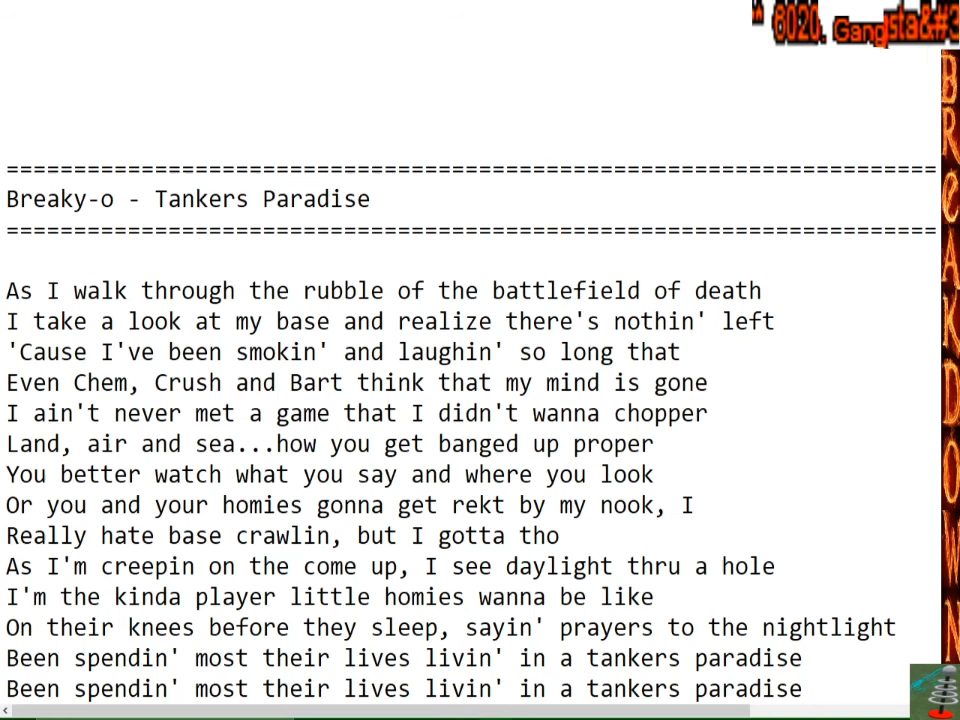 * 6020. Gangsta&#3
=====================================================================
Breaky-o - Tankers Paradise
=====================================================================
As I walk through the rubble of the battlefield of death
I take a look at my base and realize there's nothin' left
'Cause I've been smokin' and laughin' so long that
Even Chem, Crush and Bart think that my mind is gone
I ain't never met a game that I didn't wanna chopper
Land, air and sea...how you get banged up proper
You better watch what you say and where you look
Or you and your homies gonna get rekt by my nook, I
Really hate base crawlin, but I gotta tho
As I'm creepin on the come up, I see daylight thru a hole
I'm the kinda player little homies wanna be like
On their knees before they sleep, sayin' prayers to the nightlight
Been spendin' most their lives livin' in a tankers paradise
Been spendin' most their lives livin' in a tankers paradise
BReAKDOWN